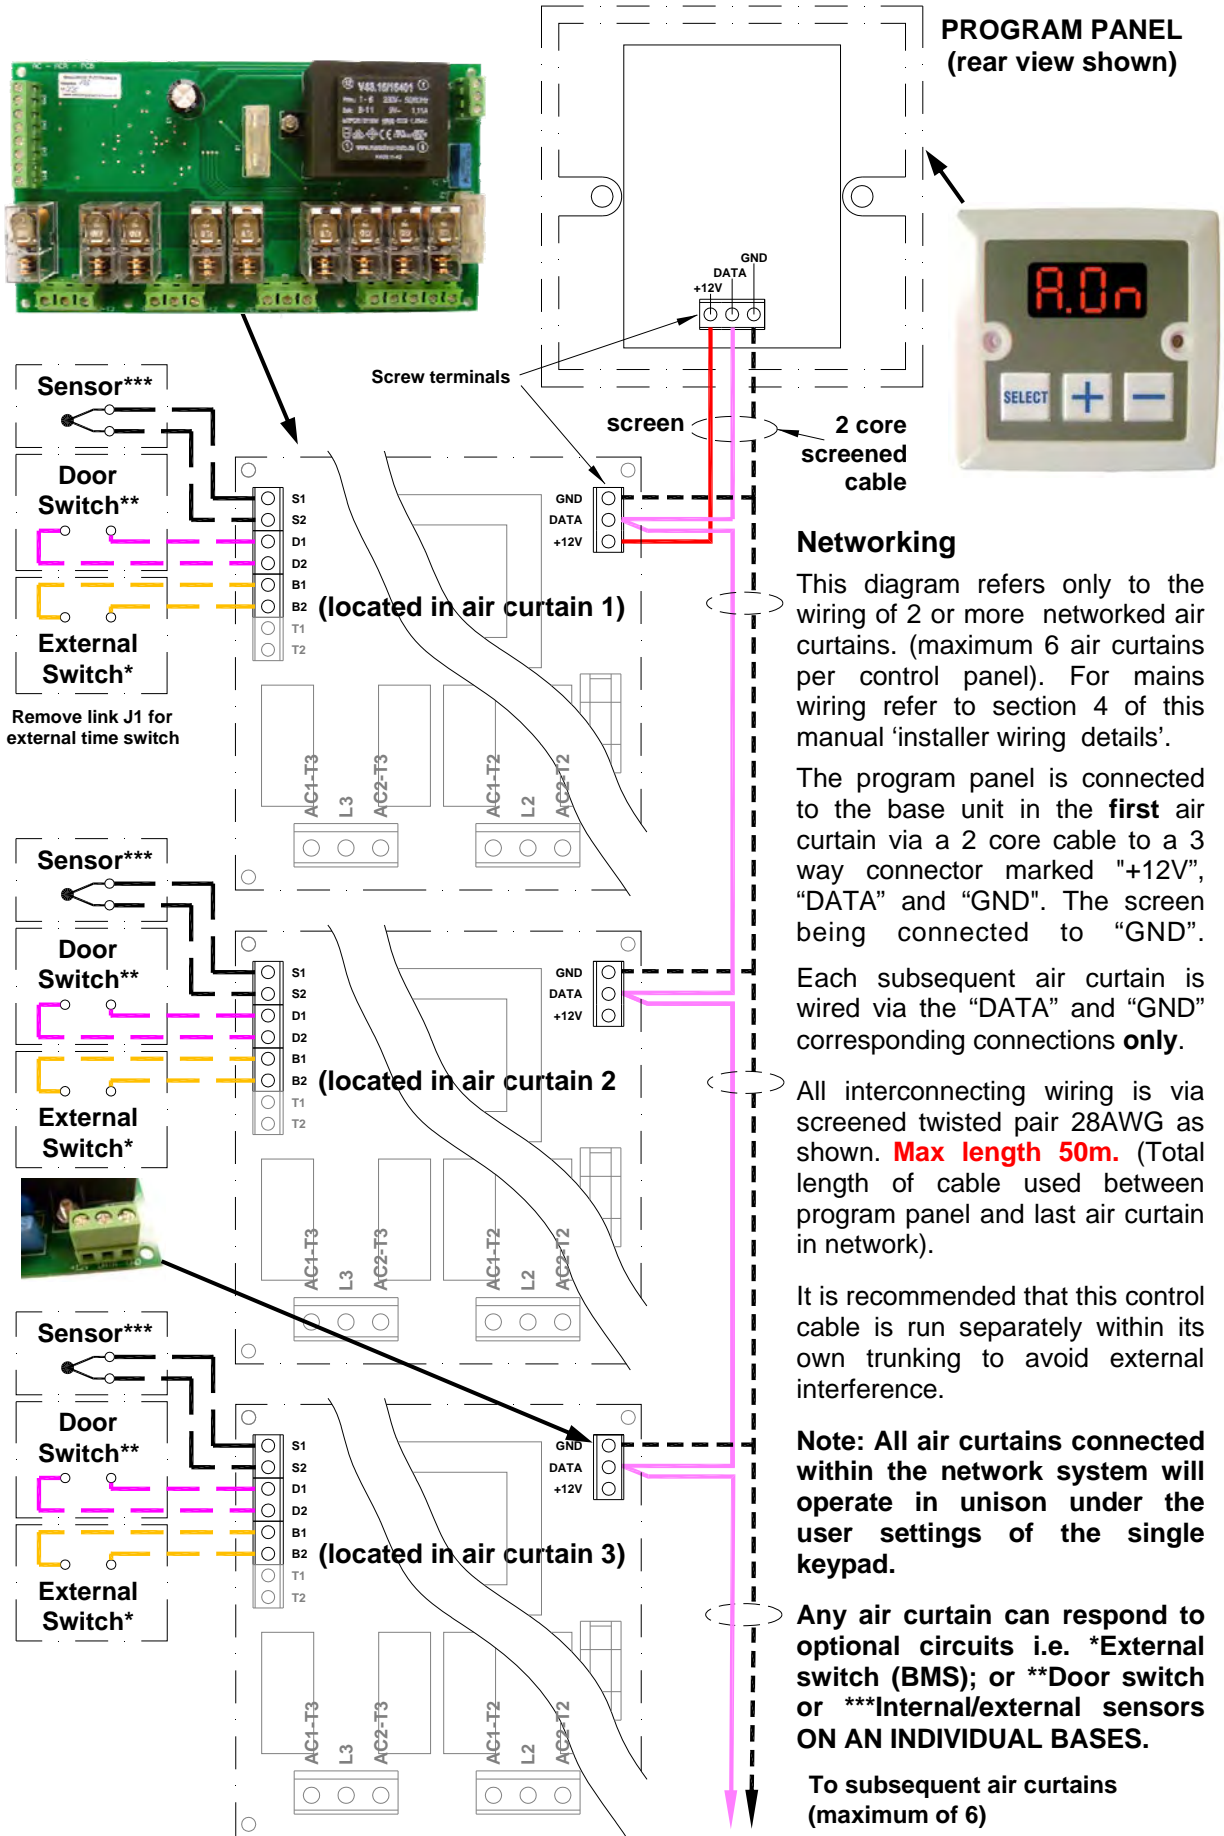 PROGRAM PANEL
(rear view shown)
AC - ACR - PCB
V43.10/16401
GND
DATA
+12V
A.On
SELECT
+
−
Screw terminals
screen
2 core
screened
cable
Sensor***
Door
Switch**
External
Switch*
Remove link J1 for
external time switch
S1
S2
D1
D2
B1
B2
T1
T2
GND
DATA
+12V
(located in air curtain 1)
AC1-T3
L3
AC2-T3
AC1-T2
L2
AC2-T2
Sensor***
Door
Switch**
External
Switch*
S1
S2
D1
D2
B1
B2
T1
T2
GND
DATA
+12V
(located in air curtain 2
AC1-T3
L3
AC2-T3
AC1-T2
L2
AC2-T2
Sensor***
Door
Switch**
External
Switch*
S1
S2
D1
D2
B1
B2
T1
T2
GND
DATA
+12V
(located in air curtain 3)
AC1-T3
L3
AC2-T3
AC1-T2
L2
AC2-T2
Networking
This diagram refers only to the
wiring of 2 or more networked air
curtains. (maximum 6 air curtains
per control panel). For mains
wiring refer to section 4 of this
manual ‘installer wiring details’.
The program panel is connected
to the base unit in the first air
curtain via a 2 core cable to a 3
way connector marked "+12V”,
“DATA” and “GND". The screen
being connected to “GND”.
Each subsequent air curtain is
wired via the “DATA” and “GND”
corresponding connections only.
All interconnecting wiring is via
screened twisted pair 28AWG as
shown. Max length 50m. (Total
length of cable used between
program panel and last air curtain
in network).
It is recommended that this control
cable is run separately within its
own trunking to avoid external
interference.
Note: All air curtains connected
within the network system will
operate in unison under the
user settings of the single
keypad.
Any air curtain can respond to
optional circuits i.e. *External
switch (BMS); or **Door switch
or ***Internal/external sensors
ON AN INDIVIDUAL BASES.
To subsequent air curtains
(maximum of 6)